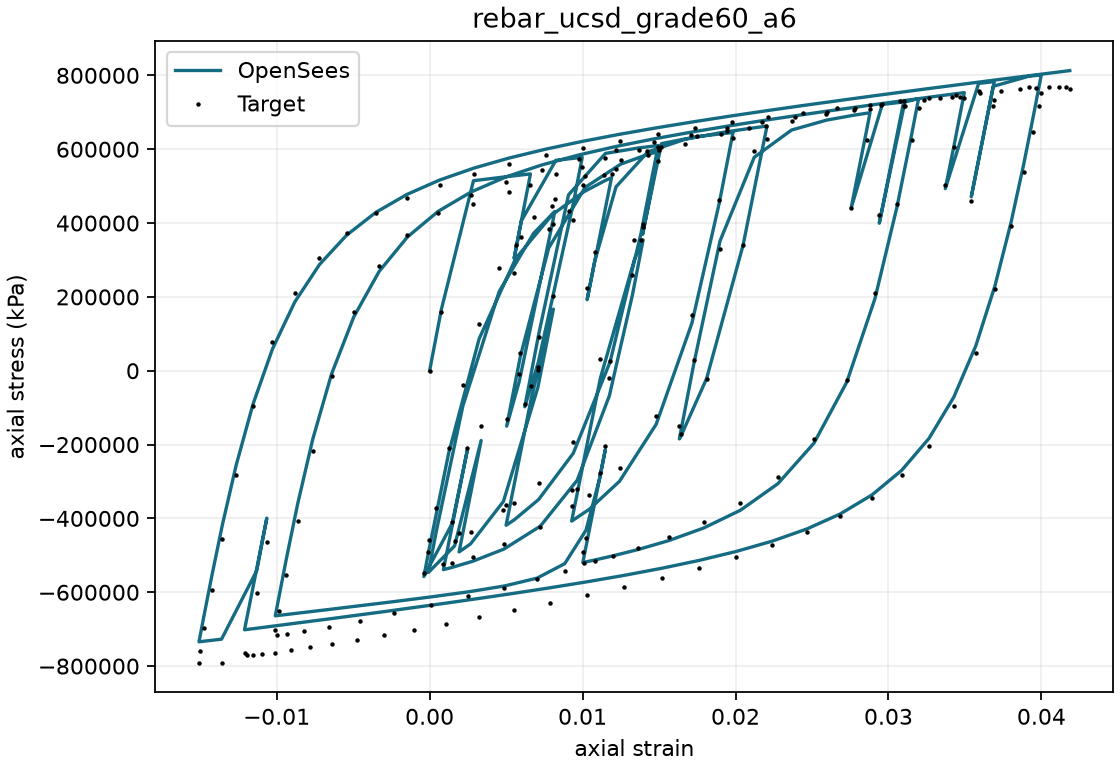 rebar_ucsd_grade60_a6
OpenSees
Target
axial stress (kPa)
800000
600000
400000
200000
0
−200000
−400000
−600000
−800000
−0.01 0.00 0.01 0.02 0.03 0.04
axial strain